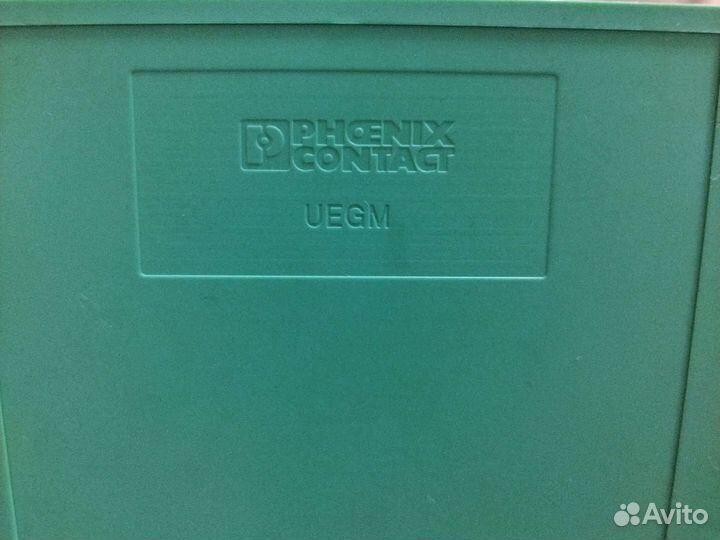 PHŒNIX
CONTACT
UEGM
Avito